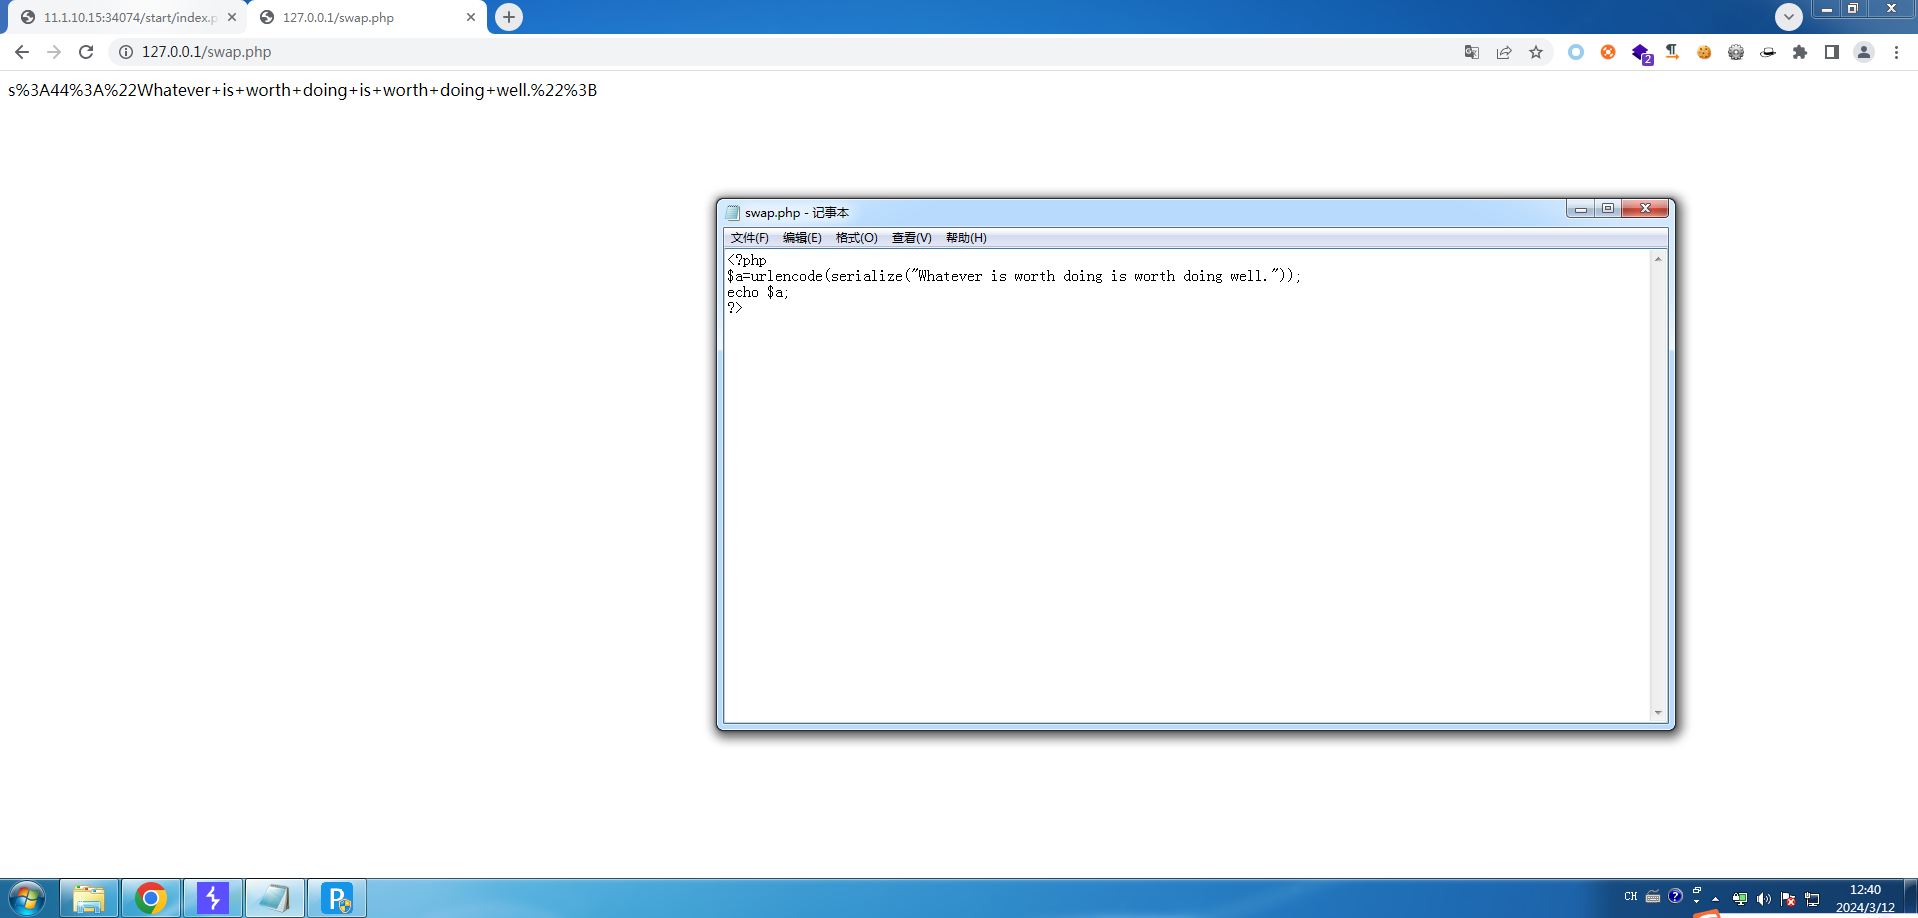 11.1.10.15:34074/start/index.p
127.0.0.1/swap.php
127.0.0.1/swap.php
2
s%3A44%3A%22Whatever+is+worth+doing+is+worth+doing+well.%22%3B
swap.php - 记事本
文件(F) 编辑(E) 格式(O) 查看(V) 帮助(H)
<?php
$a=urlencode(serialize("Whatever is worth doing is worth doing well."));
echo $a;
?>
CH
12:40
2024/3/12